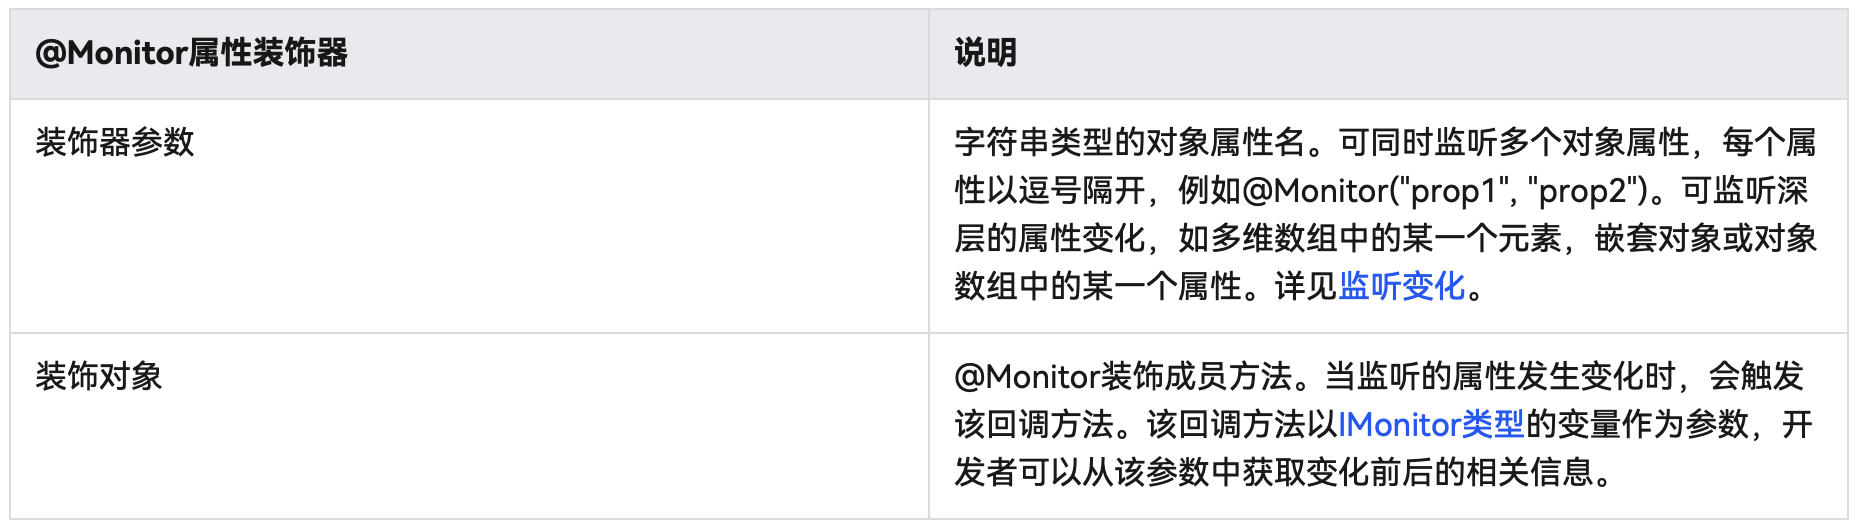 @Monitor属性装饰器
说明
装饰器参数
字符串类型的对象属性名。可同时监听多个对象属性，每个属
性以逗号隔开，例如@Monitor("prop1", "prop2")。可监听深
层的属性变化，如多维数组中的某一个元素，嵌套对象或对象
数组中的某一个属性。详见监听变化。
装饰对象
@Monitor装饰成员方法。当监听的属性发生变化时，会触发
该回调方法。该回调方法以IMonitor类型的变量作为参数，开
发者可以从该参数中获取变化前后的相关信息。